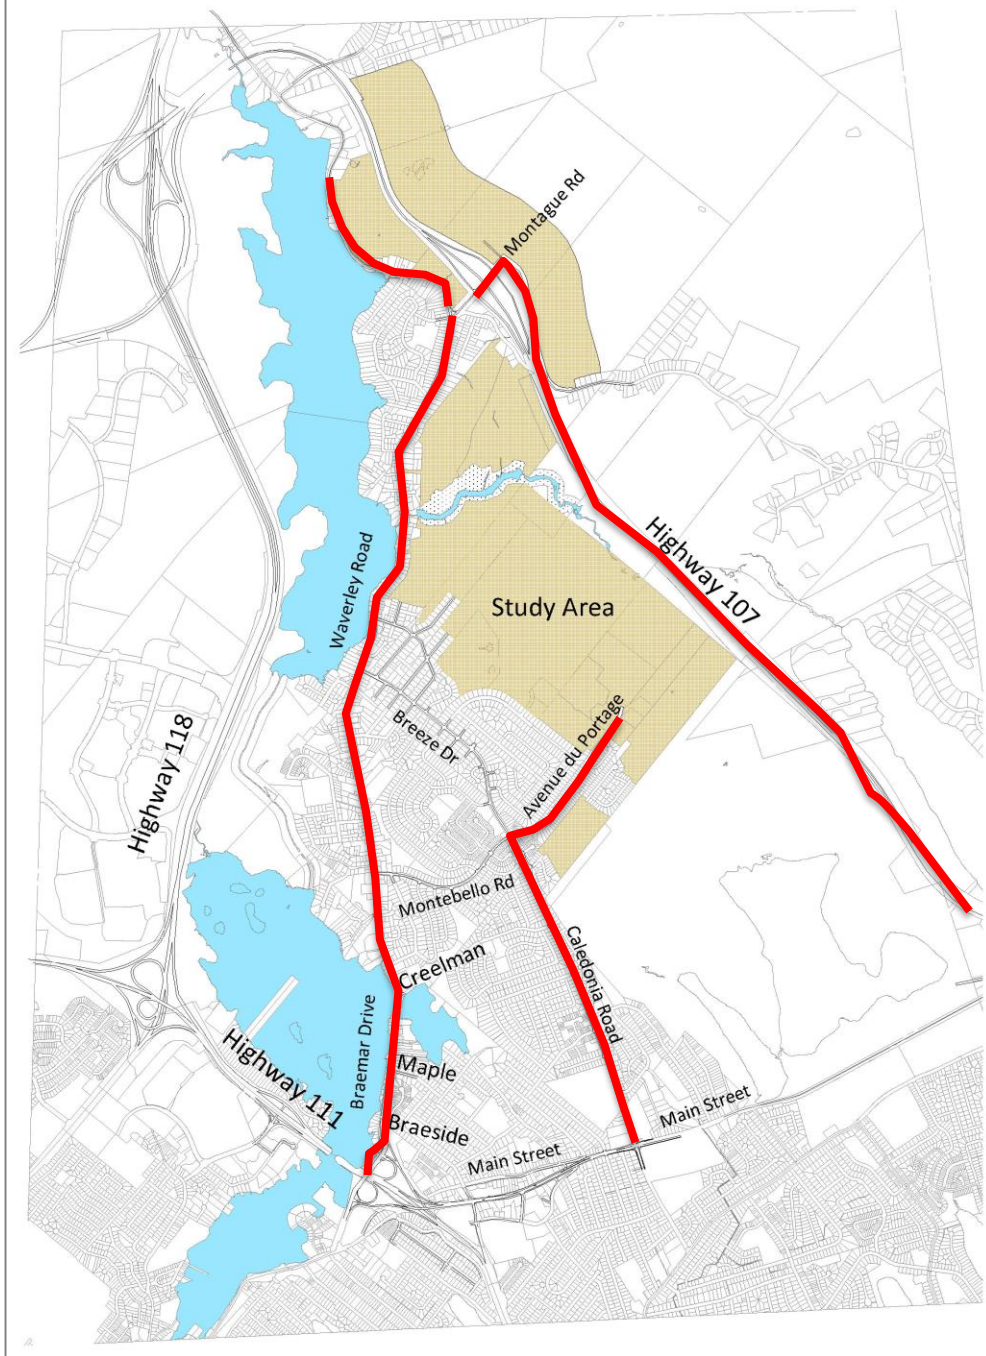 Montague Rd
Highway 107
Waverley Road
Study Area
Breeze Dr
Avenue du Portage
Highway 118
Montebello Rd
Creelman
Caledonia Road
Braemar Drive
Highway 111
Maple
Braeside
Main Street
Main Street